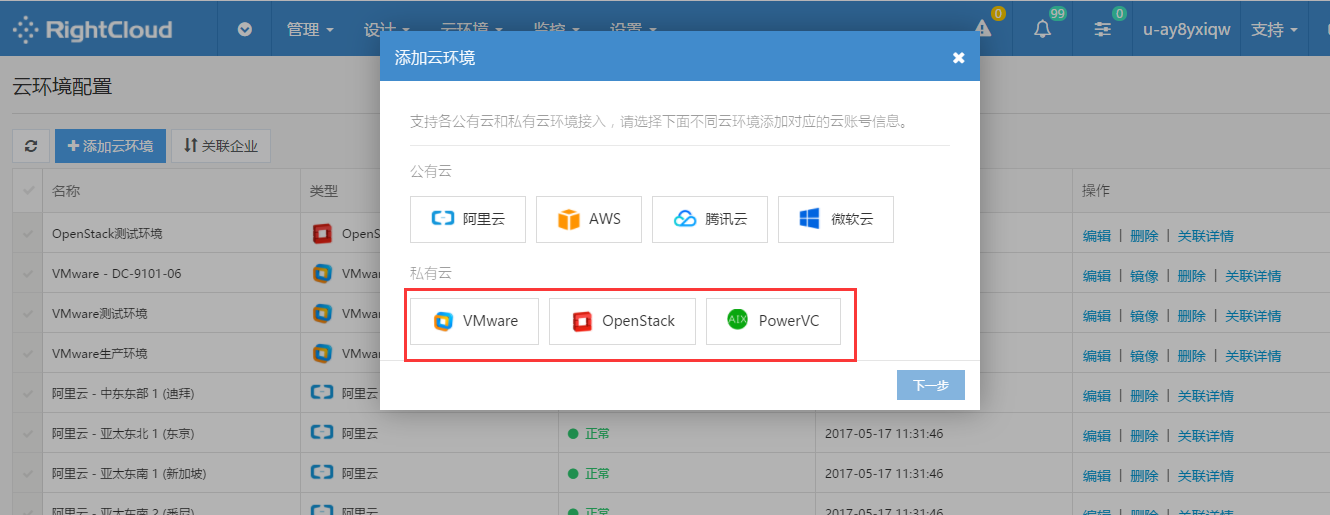 RightCloud 管理 设计 云环境 监控 设置 0 99 0 u-ay8yxiqw 支持
云环境配置
添加云环境
添加云环境 关联企业
支持各公有云和私有云环境接入，请选择下面不同云环境添加对应的云账号信息。
公有云
阿里云 AWS 腾讯云 微软云
私有云
VMware OpenStack PowerVC
下一步
名称 类型 操作
OpenStack测试环境 OpenS 编辑 | 删除 | 关联详情
VMware - DC-9101-06 VMwa 编辑 | 镜像 | 删除 | 关联详情
VMware测试环境 VMwa 编辑 | 镜像 | 删除 | 关联详情
VMware生产环境 VMwa 编辑 | 镜像 | 删除 | 关联详情
阿里云 - 中东东部 1 (迪拜) 阿里云 编辑 | 删除 | 关联详情
阿里云 - 亚太东北 1 (东京) 阿里云 正常 2017-05-17 11:31:46 编辑 | 删除 | 关联详情
阿里云 - 亚太东南 1 (新加坡) 阿里云 正常 2017-05-17 11:31:46 编辑 | 删除 | 关联详情
阿里云 - 亚太东南 2 (悉尼) 阿里云 正常 2017-05-17 11:31:46 编辑 | 删除 | 关联详情